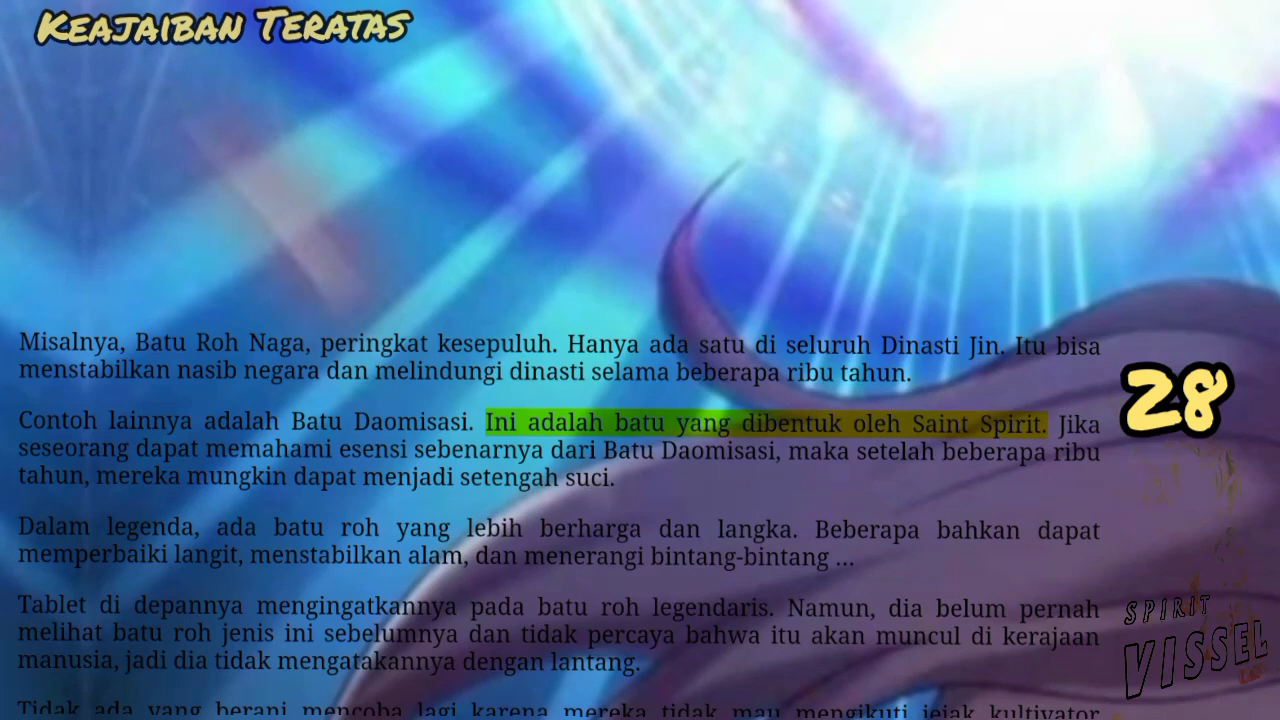 KEAJAIBAN TERATAS
Misalnya, Batu Roh Naga, peringkat kesepuluh. Hanya ada satu di seluruh Dinasti Jin. Itu bisa
menstabilkan nasib negara dan melindungi dinasti selama beberapa ribu tahun.
Contoh lainnya adalah Batu Daomisasi. Ini adalah batu yang dibentuk oleh Saint Spirit. Jika
seseorang dapat memahami esensi sebenarnya dari Batu Daomisasi, maka setelah beberapa ribu
tahun, mereka mungkin dapat menjadi setengah suci.
Dalam legenda, ada batu roh yang lebih berharga dan langka. Beberapa bahkan dapat
memperbaiki langit, menstabilkan alam, dan menerangi bintang-bintang ...
Tablet di depannya mengingatkannya pada batu roh legendaris. Namun, dia belum pernah
melihat batu roh jenis ini sebelumnya dan tidak percaya bahwa itu akan muncul di kerajaan
manusia, jadi dia tidak mengatakannya dengan lantang.
Tidak ada yang berani mencoba lagi karena mereka tidak mau mengikuti jejak kultivator
28
SPIRIT
VISSEL